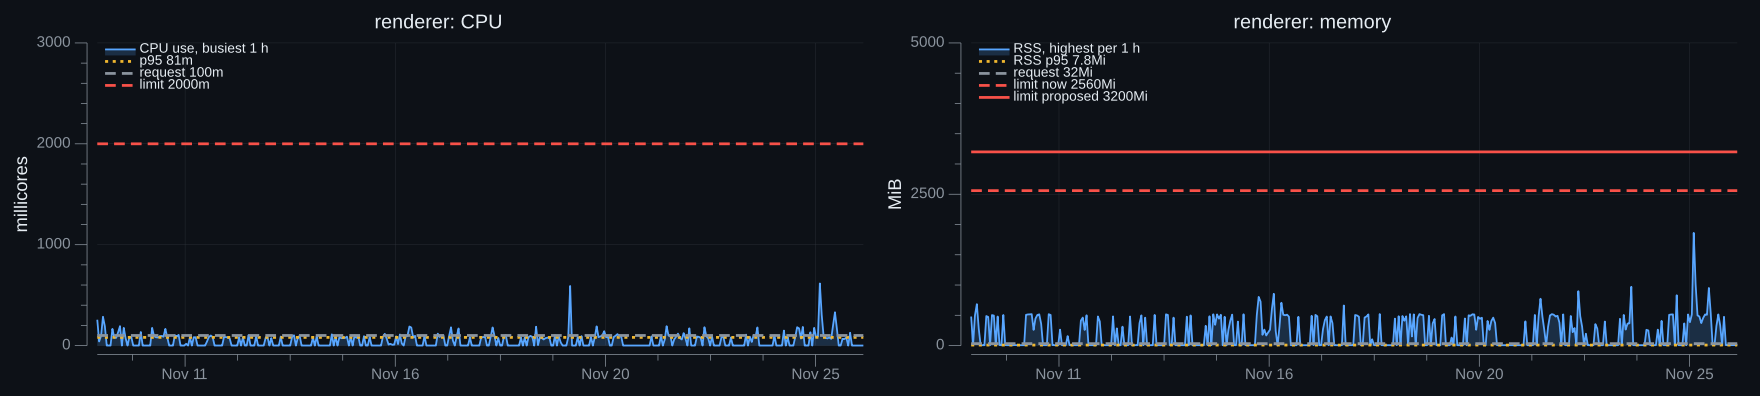 renderer: CPU
3000
2000
1000
0
millicores
CPU use, busiest 1 h
p95 81m
request 100m
limit 2000m
Nov 11
Nov 16
Nov 20
Nov 25
renderer: memory
5000
2500
0
MiB
RSS, highest per 1 h
RSS p95 7.8Mi
request 32Mi
limit now 2560Mi
limit proposed 3200Mi
Nov 11
Nov 16
Nov 20
Nov 25